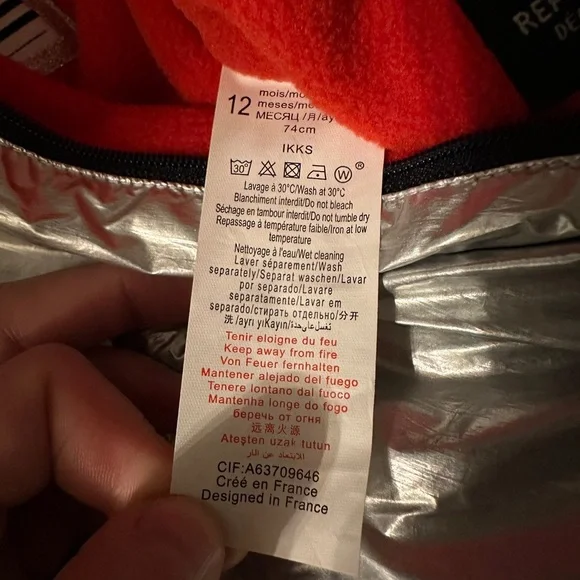 REP
DE
12
mois/mo
meses/me
МЕСЯЦ /月/ay
74cm
IKKS
30°
W
Lavage à 30°C/Wash at 30°C
Blanchiment interdit/Do not bleach
Séchage en tambour interdit/Do not tumble dry
Repassage à température faible/Iron at low
temperature
Nettoyage à l'eau/Wet cleaning
Laver séparement/Wash
separately/Separat waschen/Lavar
por separado/Lavare
separatamente/Lavar em
separado/стирать отдельно/分开
洗 /ayrı yıKayın/تغسل على حدة
Tenir eloigne du feu
Keep away from fire
Von Feuer fernhalten
Mantener alejado del fuego
Tenere lontano dal fuoco
Mantenha longe do fogo
беречь от огня
远离火源
Ateşten uzak tutun
الابتعاد عن النار
CIF:A63709646
Créé en France
Designed in France